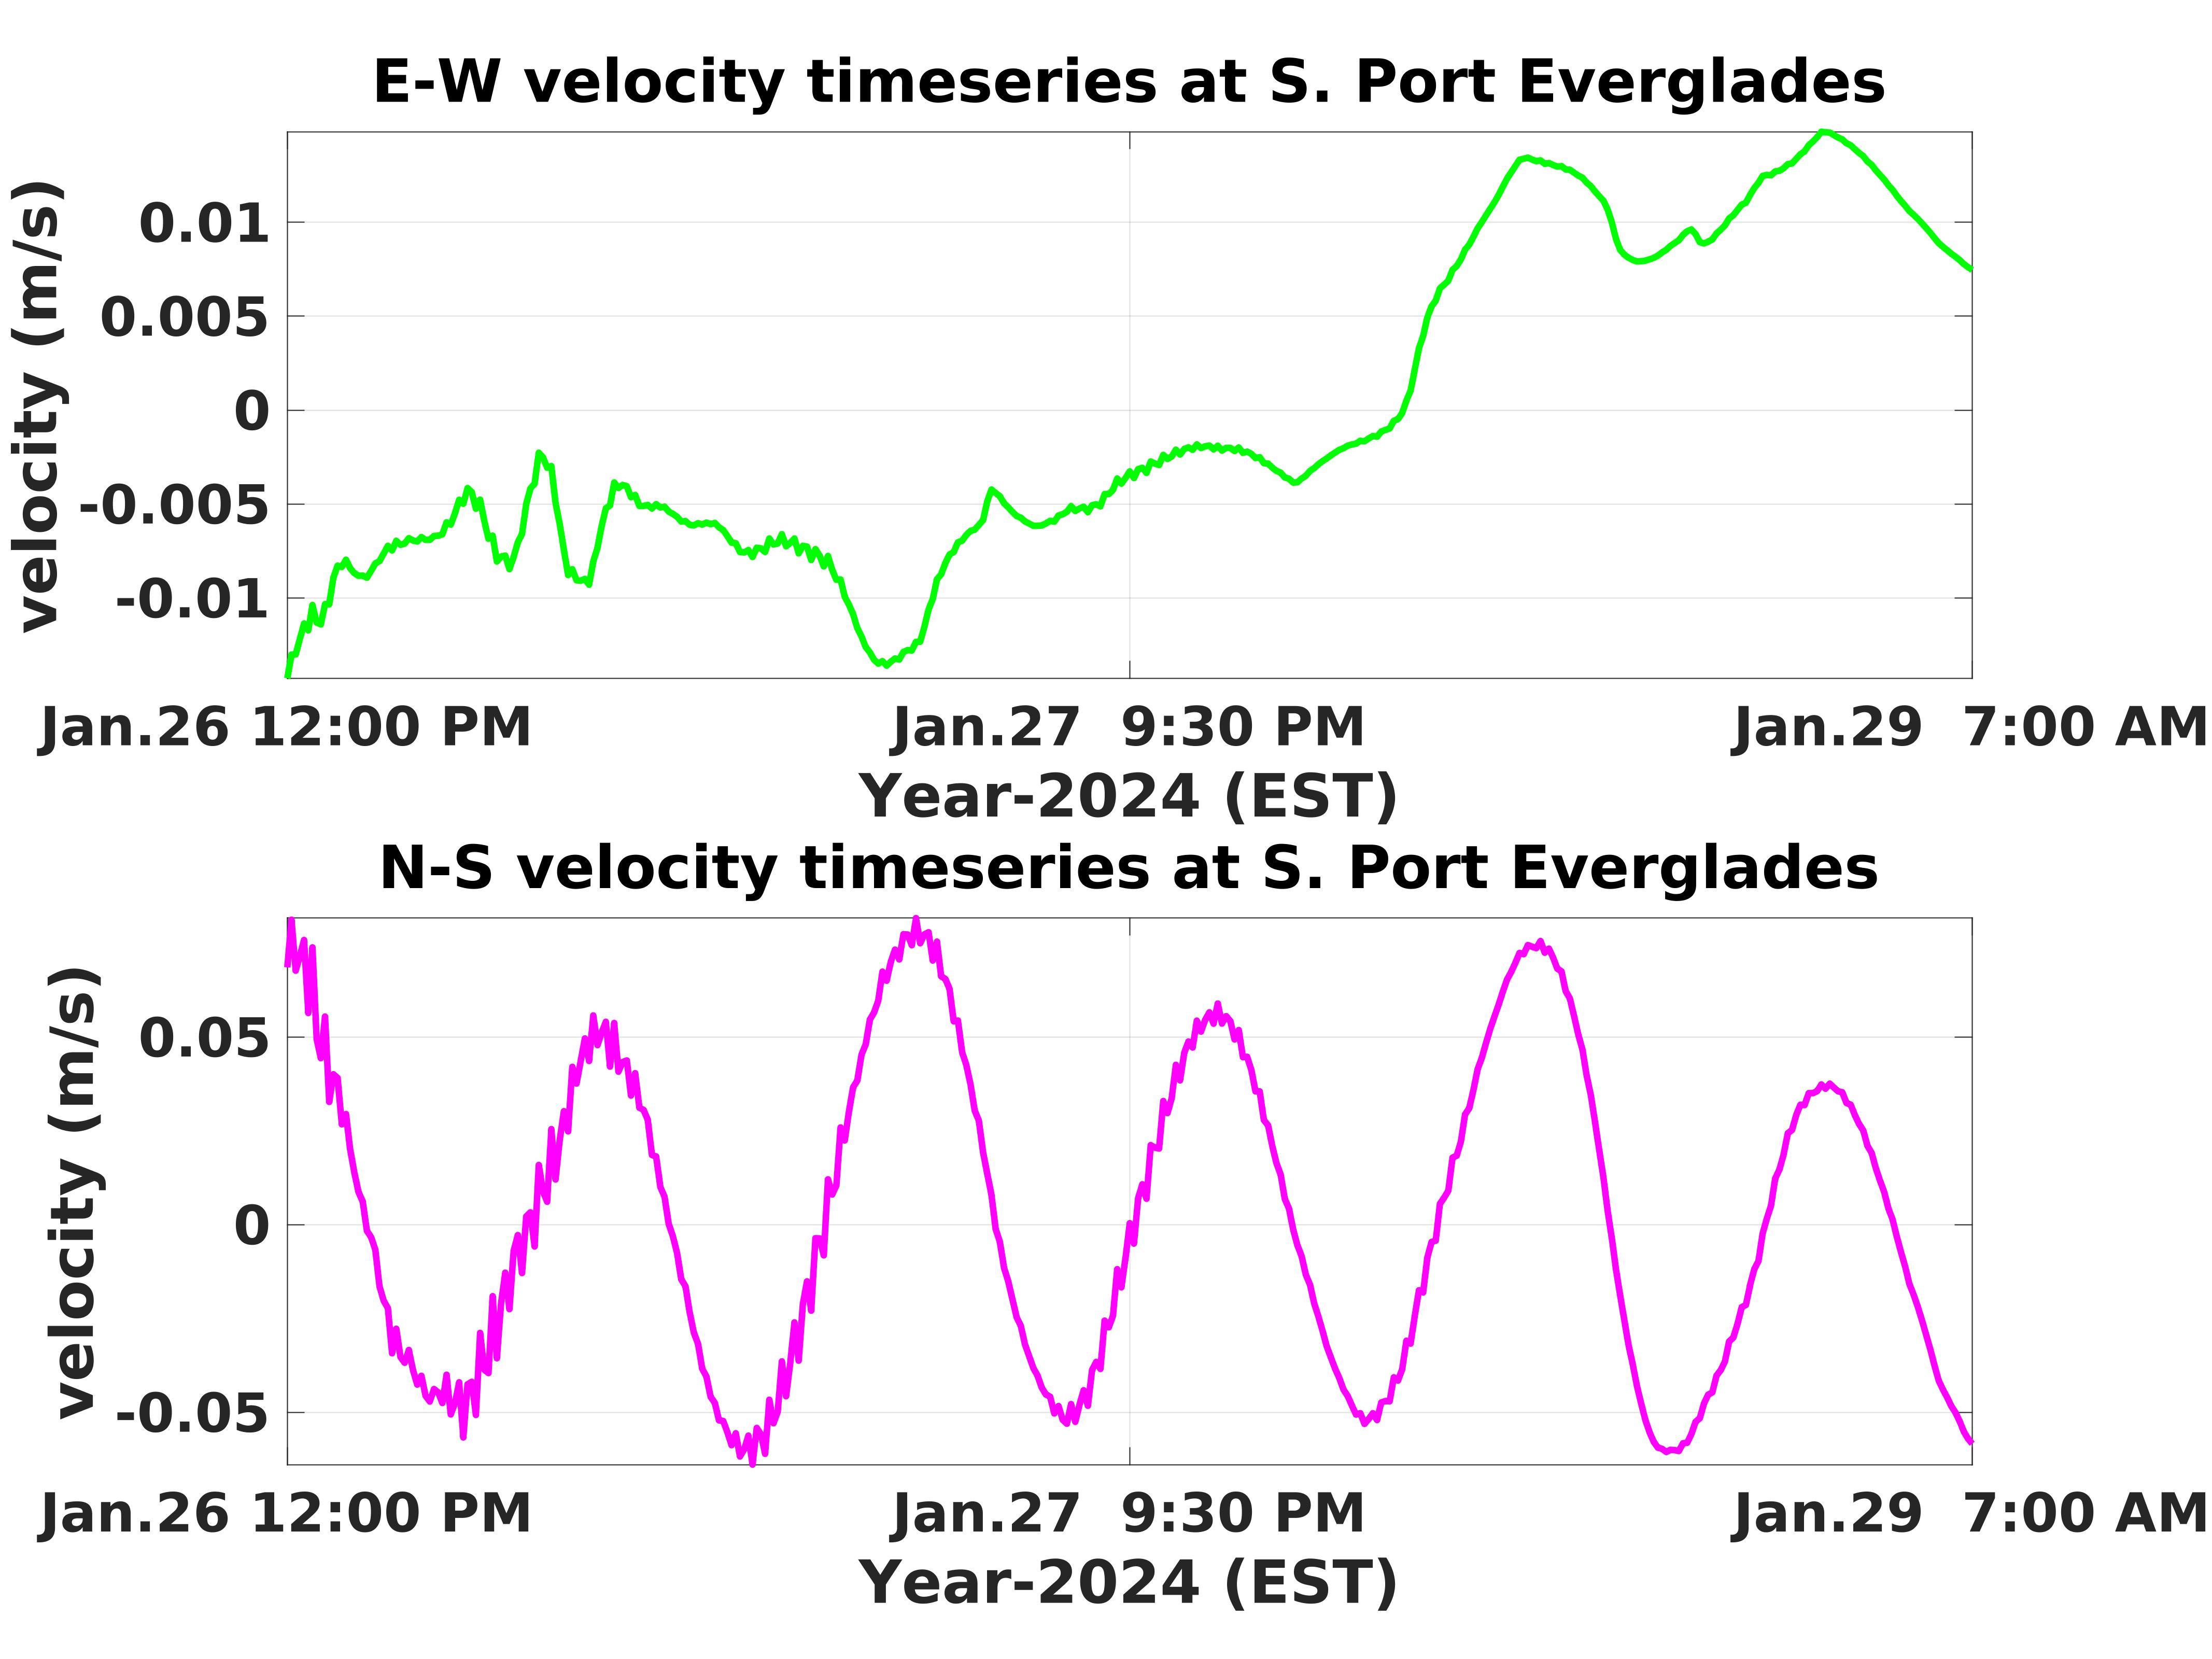 E-W velocity timeseries at S. Port Everglades
velocity (m/s)
0.01
0.005
0
-0.005
-0.01
Jan.26 12:00 PM
Jan.27 9:30 PM
Jan.29 7:00 AM
Year-2024 (EST)
N-S velocity timeseries at S. Port Everglades
velocity (m/s)
0.05
0
-0.05
Jan.26 12:00 PM
Jan.27 9:30 PM
Jan.29 7:00 AM
Year-2024 (EST)